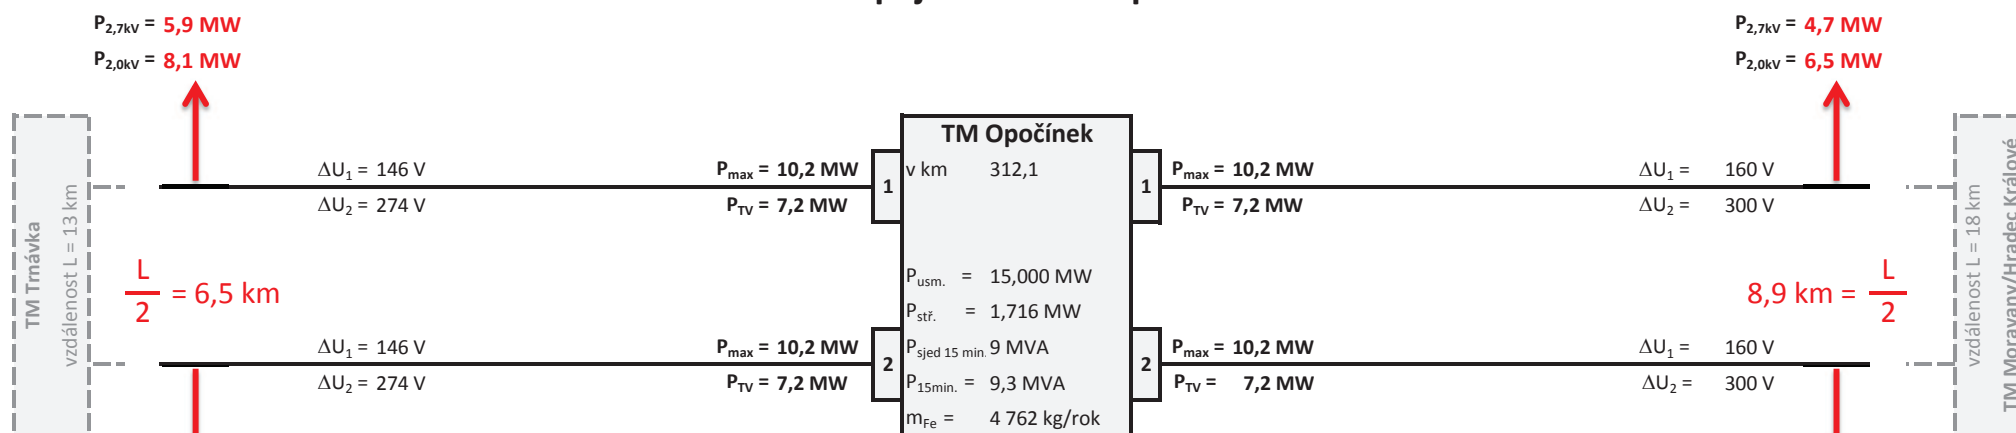 P2,7kV = 5,9 MW
P2,0kV = 8,1 MW
P2,7kV = 4,7 MW
P2,0kV = 6,5 MW
TM Trnávka
vzdálenost L = 13 km
ΔU1 = 146 V
ΔU2 = 274 V
Pmax = 10,2 MW
PTV = 7,2 MW
1
TM Opočínek
v km 312,1
1
Pmax = 10,2 MW
PTV = 7,2 MW
ΔU1 = 160 V
ΔU2 = 300 V
L
2
= 6,5 km
Pusm. = 15,000 MW
Pstř. = 1,716 MW
Psjed 15 min. 9 MVA
P15min. = 9,3 MVA
mFe = 4 762 kg/rok
8,9 km =
L
2
ΔU1 = 146 V
ΔU2 = 274 V
Pmax = 10,2 MW
PTV = 7,2 MW
2
2
Pmax = 10,2 MW
PTV = 7,2 MW
ΔU1 = 160 V
ΔU2 = 300 V
vzdálenost L = 18 km
TM Moravany/Hradec Králové